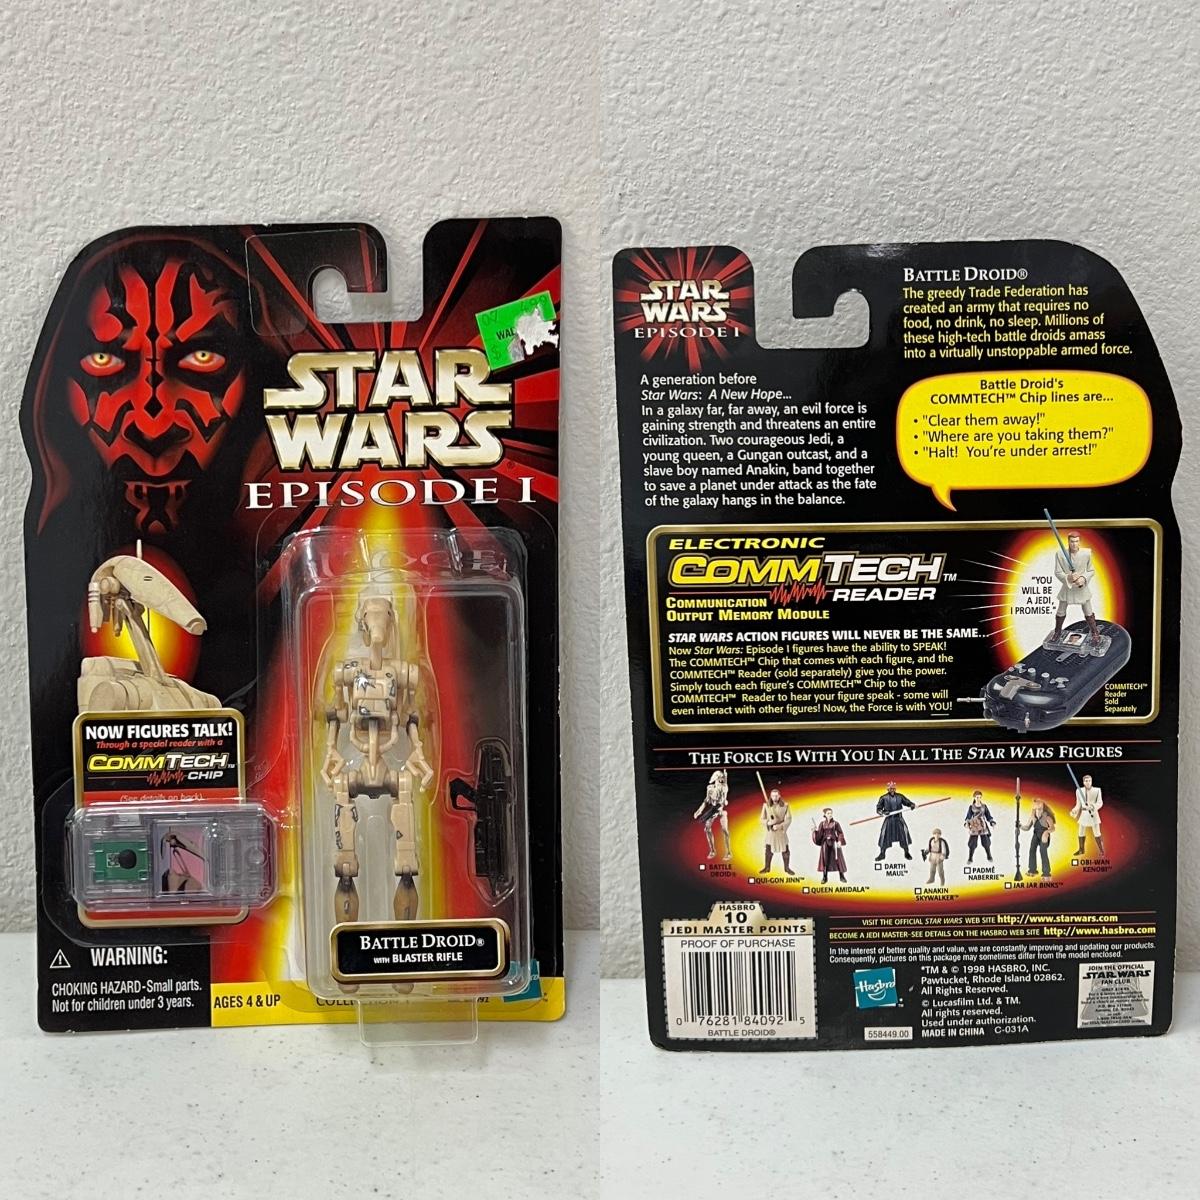 STAR
WARS
EPISODE I
WAL
NOW FIGURES TALK!
Through a special reader with a
COMMTECH™
CHIP
(See details on back)
BATTLE DROID®
WITH BLASTER RIFLE
WARNING:
CHOKING HAZARD-Small parts.
Not for children under 3 years.
AGES 4 & UP
STAR
WARS
EPISODE I
BATTLE DROID®
The greedy Trade Federation has
created an army that requires no
food, no drink, no sleep. Millions of
these high-tech battle droids amass
into a virtually unstoppable armed force.
A generation before
Star Wars: A New Hope...
In a galaxy far, far away, an evil force is
gaining strength and threatens an entire
civilization. Two courageous Jedi, a
young queen, a Gungan outcast, and a
slave boy named Anakin, band together
to save a planet under attack as the fate
of the galaxy hangs in the balance.
Battle Droid's
COMMTECH™ Chip lines are...
• "Clear them away!"
• "Where are you taking them?"
• "Halt! You're under arrest!"
ELECTRONIC
COMMTECH™
READER
COMMUNICATION
OUTPUT MEMORY MODULE
"YOU
WILL BE
A JEDI,
I PROMISE."
STAR WARS ACTION FIGURES WILL NEVER BE THE SAME...
Now Star Wars: Episode I figures have the ability to SPEAK!
The COMMTECH™ Chip that comes with each figure, and the
COMMTECH™ Reader (sold separately) give you the power.
Simply touch each figure's COMMTECH™ Chip to the
COMMTECH™ Reader to hear your figure speak - some will
even interact with other figures! Now, the Force is with YOU!
COMMTECH™
Reader
Sold
Separately
THE FORCE IS WITH YOU IN ALL THE STAR WARS FIGURES
BATTLE
DROID®
QUI-GON JINN™
QUEEN AMIDALA™
DARTH
MAUL™
ANAKIN
SKYWALKER™
PADMÉ
NABERRIE™
JAR JAR BINKS™
OBI-WAN
KENOBI™
HASBRO
10
JEDI MASTER POINTS
PROOF OF PURCHASE
0 76281 84092 5
BATTLE DROID®
VISIT THE OFFICIAL STAR WARS WEB SITE http://www.starwars.com
BECOME A JEDI MASTER-SEE DETAILS ON THE HASBRO WEB SITE http://www.hasbro.com
In the interest of better quality and value, we are constantly improving and updating our products.
Consequently, pictures on this package may sometimes differ from the model enclosed.
Hasbro
*TM & © 1998 HASBRO, INC.
Pawtucket, Rhode Island 02862.
All Rights Reserved.
© Lucasfilm Ltd. & TM.
All rights reserved.
Used under authorization.
MADE IN CHINA C-031A
558449.00
JOIN THE OFFICIAL
STAR WARS
FAN CLUB